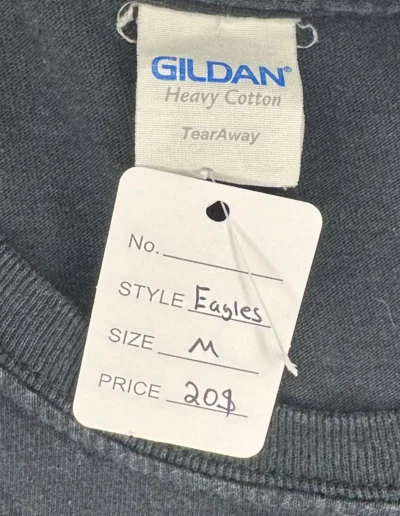 GILDAN®
Heavy Cotton
TearAway
No.
STYLE Eagles
SIZE M
PRICE 20$